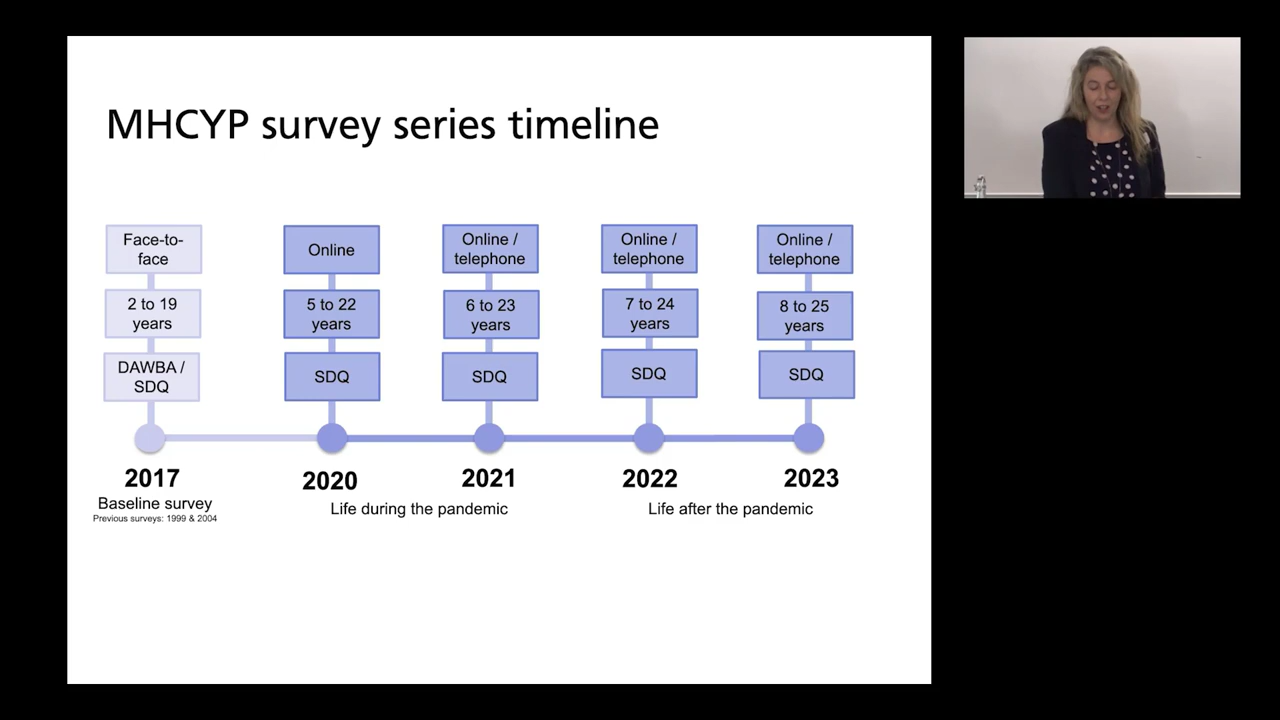 MHCYP survey series timeline
Face-to-
face
Online
Online /
telephone
Online /
telephone
Online /
telephone
2 to 19
years
5 to 22
years
6 to 23
years
7 to 24
years
8 to 25
years
DAWBA /
SDQ
SDQ
SDQ
SDQ
SDQ
2017
2020
2021
2022
2023
Baseline survey
Previous surveys: 1999 & 2004
Life during the pandemic
Life after the pandemic